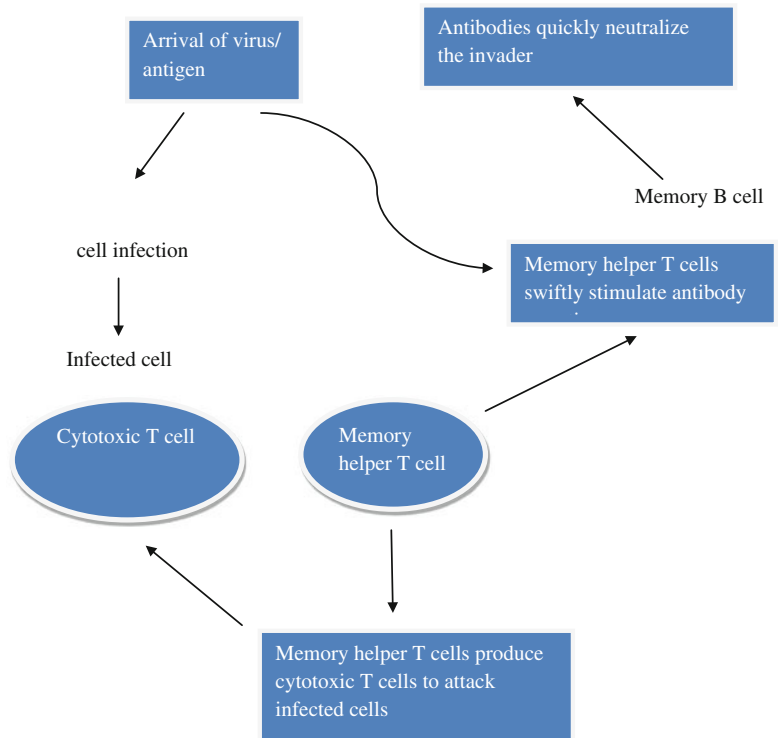 Arrival of virus/
antigen
Antibodies quickly neutralize
the invader
Memory B cell
cell infection
Memory helper T cells
swiftly stimulate antibody
Infected cell
Cytotoxic T cell
Memory
helper T cell
Memory helper T cells produce
cytotoxic T cells to attack
infected cells